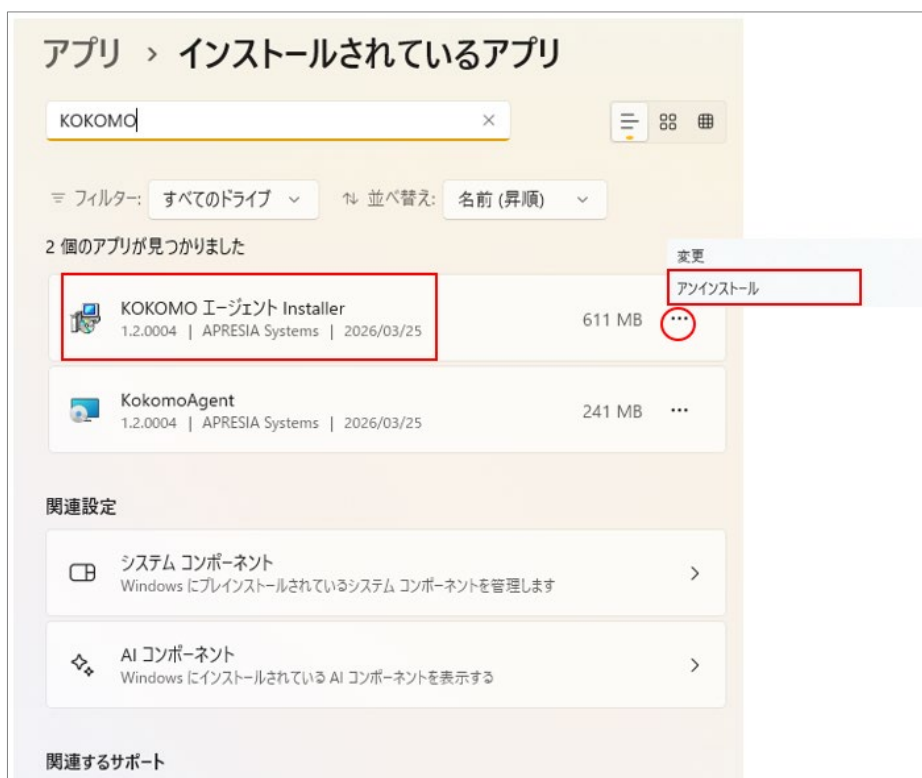 アプリ › インストールされているアプリ
KOKOMO
フィルター: すべてのドライブ 並べ替え: 名前 (昇順)
2 個のアプリが見つかりました
変更
アンインストール
KOKOMO エージェント Installer
1.2.0004 | APRESIA Systems | 2026/03/25
611 MB
KokomoAgent
1.2.0004 | APRESIA Systems | 2026/03/25
241 MB
関連設定
システム コンポーネント
Windows にプレインストールされているシステム コンポーネントを管理します
AI コンポーネント
Windows にインストールされている AI コンポーネントを表示する
関連するサポート